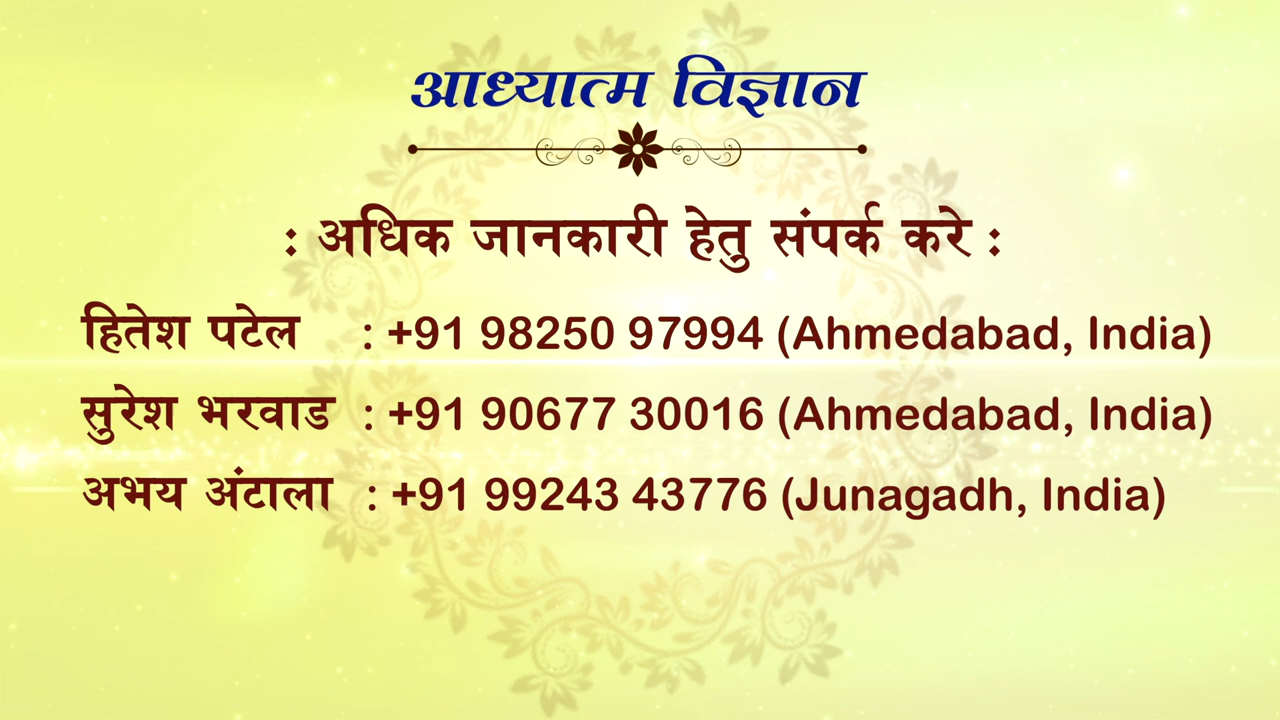 आध्यात्म विज्ञान
: अधिक जानकारी हेतु संपर्क करे :
हितेश पटेल : +91 98250 97994 (Ahmedabad, India)
सुरेश भरवाड : +91 90677 30016 (Ahmedabad, India)
अभय अंटाला : +91 99243 43776 (Junagadh, India)